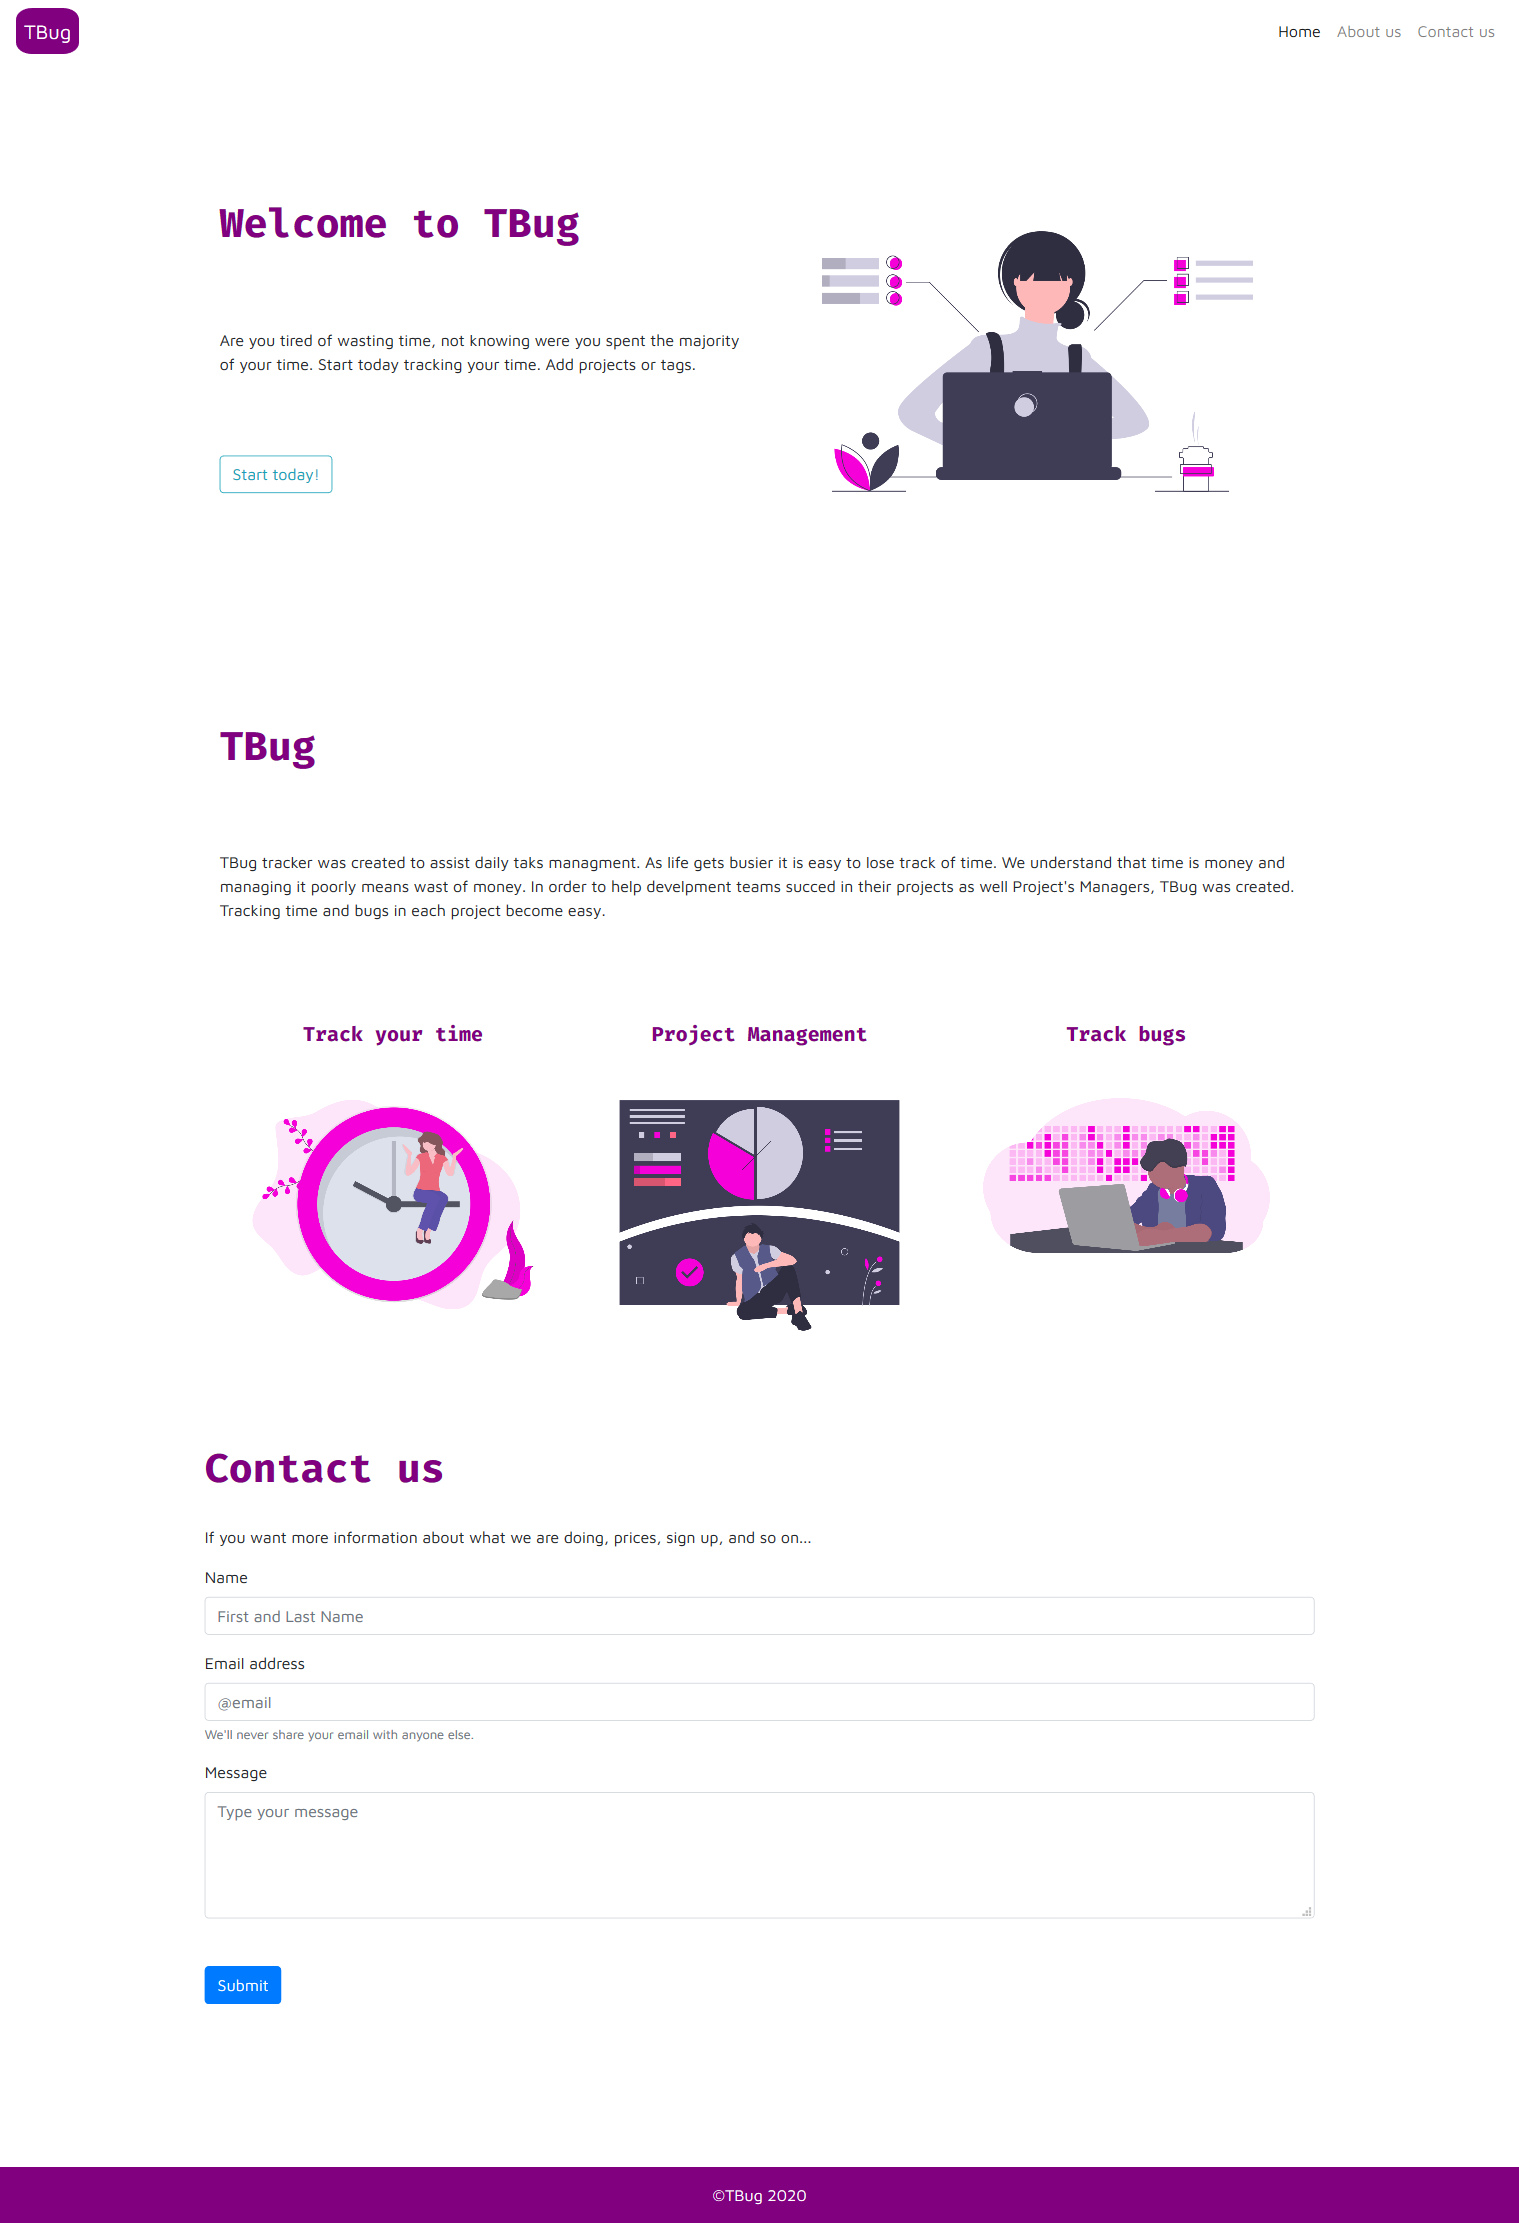 TBug
Home About us Contact us
Welcome to TBug
Are you tired of wasting time, not knowing were you spent the majority
of your time. Start today tracking your time. Add projects or tags.
Start today!
TBug
TBug tracker was created to assist daily taks managment. As life gets busier it is easy to lose track of time. We understand that time is money and
managing it poorly means wast of money. In order to help develpment teams succed in their projects as well Project's Managers, TBug was created.
Tracking time and bugs in each project become easy.
Track your time
Project Management
Track bugs
Contact us
If you want more information about what we are doing, prices, sign up, and so on...
Name
First and Last Name
Email address
@email
We'll never share your email with anyone else.
Message
Type your message
Submit
©TBug 2020